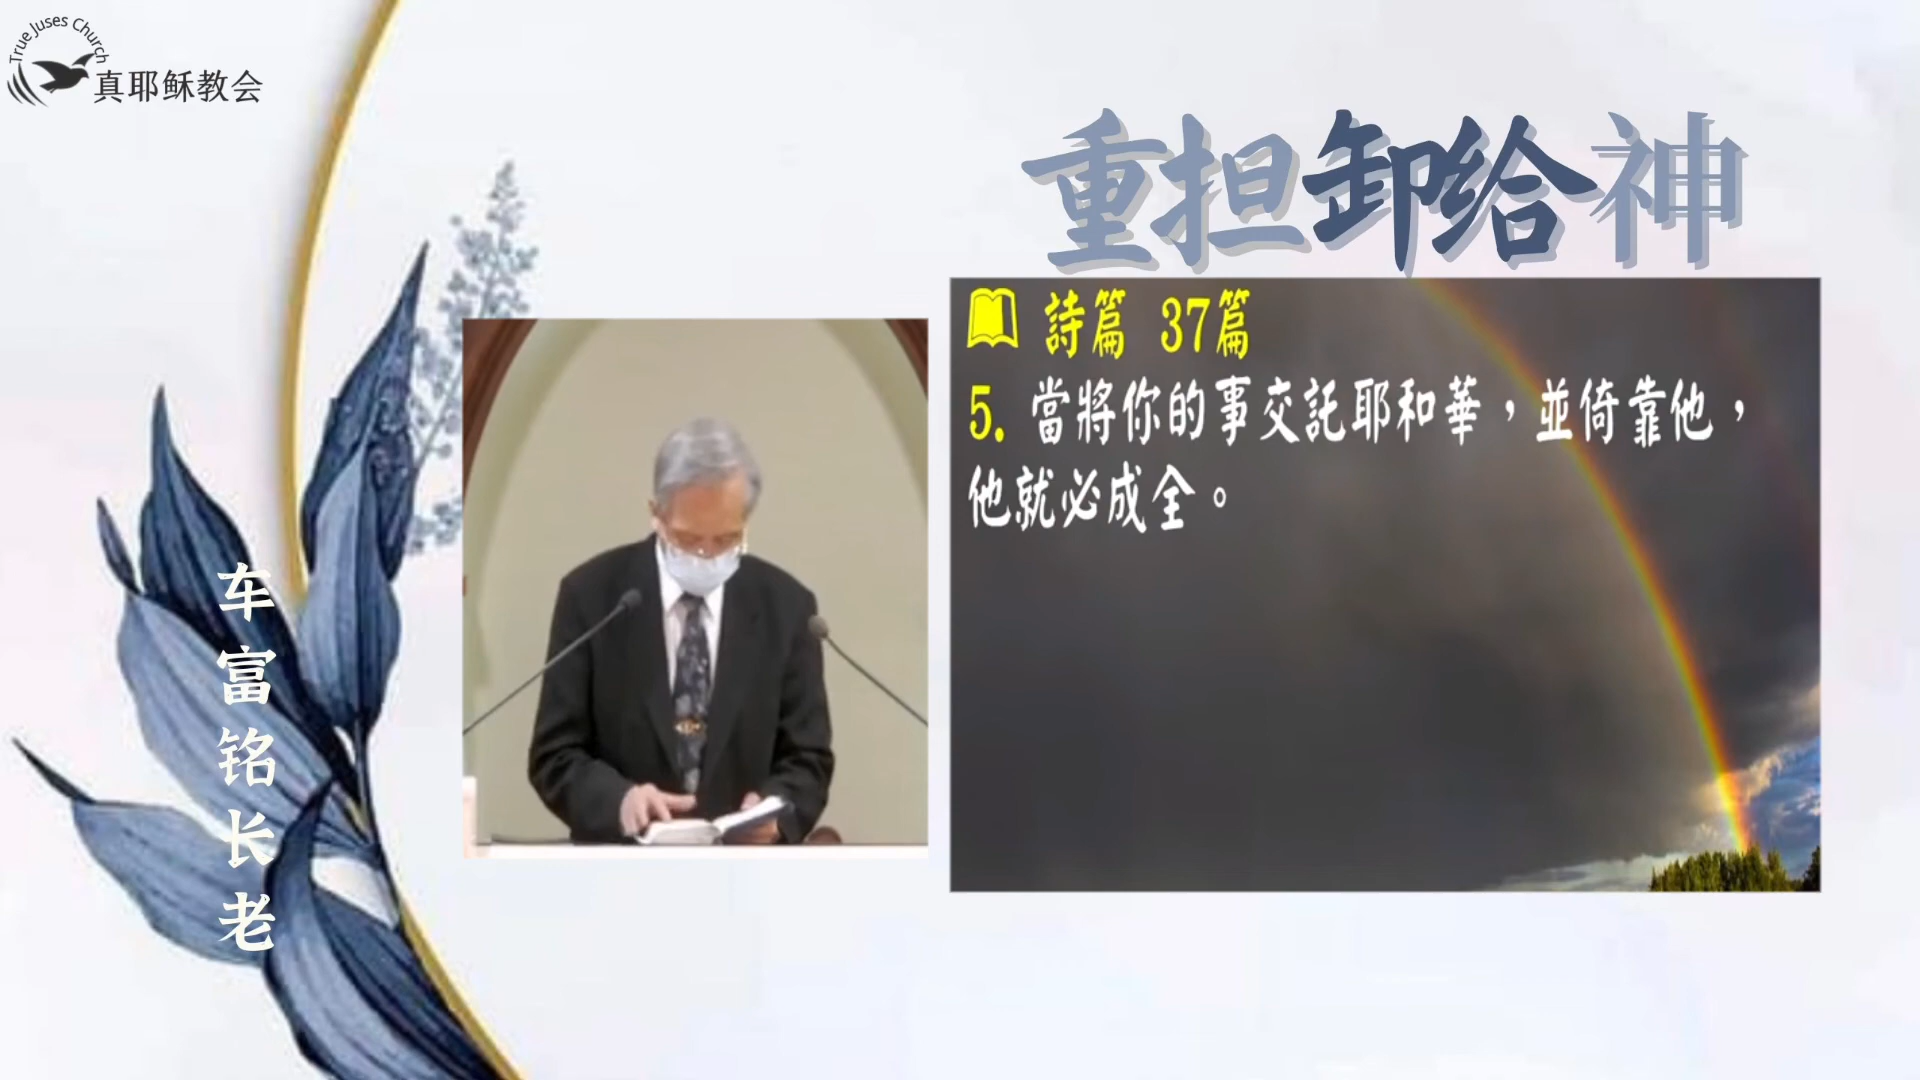 True Juses Church
真耶稣教会
重担卸给神
詩篇 37篇
5. 當將你的事交託耶和華，並倚靠他，
他就必成全。
车富铭长老